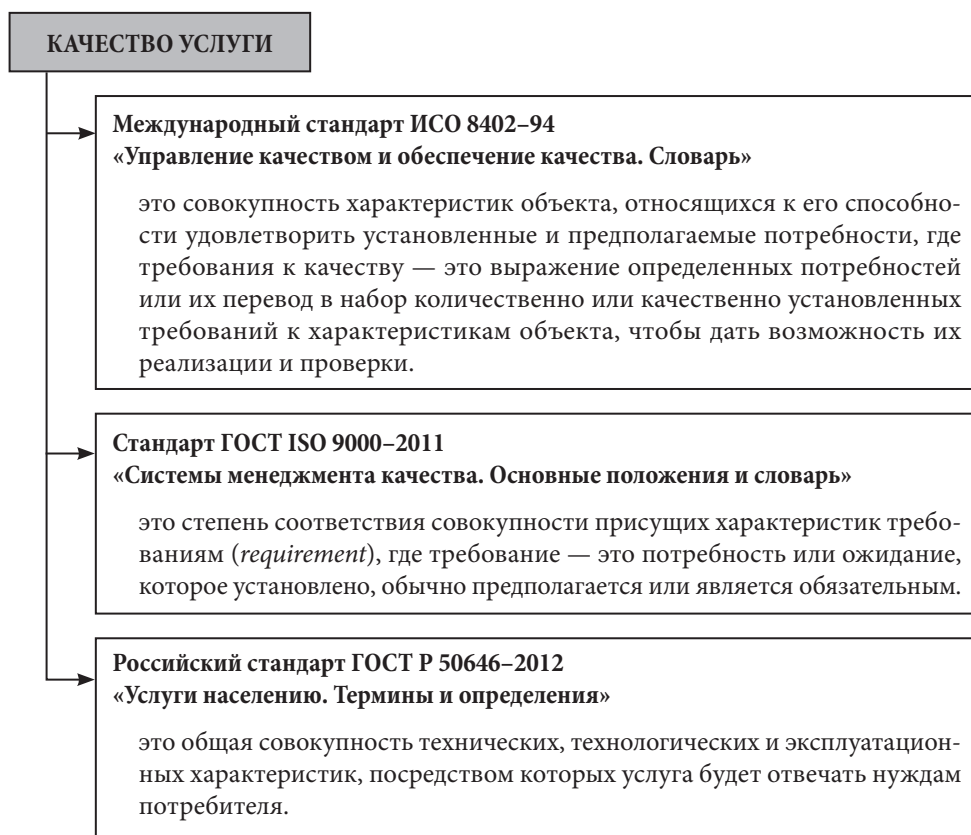 КАЧЕСТВО УСЛУГИ
Международный стандарт ИСО 8402–94
«Управление качеством и обеспечение качества. Словарь»
это совокупность характеристик объекта, относящихся к его способно-
сти удовлетворить установленные и предполагаемые потребности, где
требования к качеству — это выражение определенных потребностей
или их перевод в набор количественно или качественно установленных
требований к характеристикам объекта, чтобы дать возможность их
реализации и проверки.
Стандарт ГОСТ ISO 9000–2011
«Системы менеджмента качества. Основные положения и словарь»
это степень соответствия совокупности присущих характеристик требо-
ваниям (requirement), где требование — это потребность или ожидание,
которое установлено, обычно предполагается или является обязательным.
Российский стандарт ГОСТ Р 50646–2012
«Услуги населению. Термины и определения»
это общая совокупность технических, технологических и эксплуатацион-
ных характеристик, посредством которых услуга будет отвечать нуждам
потребителя.